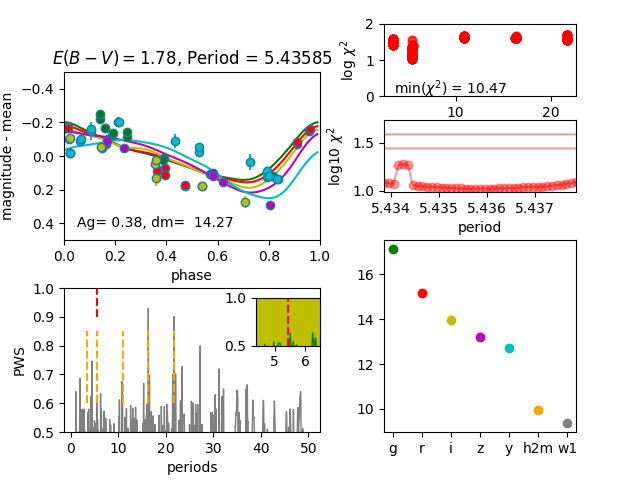 E(B − V) = 1.78, Period = 5.43585
magnitude - mean
−0.4
−0.2
0.0
0.2
0.4
Ag= 0.38, dm=  14.27
0.0 0.2 0.4 0.6 0.8 1.0
phase
log χ²
2
1
0
min(χ²) = 10.47
10 20
log10 χ²
1.5
1.0
5.434 5.435 5.436 5.437
period
PWS
1.0
0.9
0.8
0.7
0.6
0.5
1.0
0.5
5 6
0 10 20 30 40 50
periods
16
14
12
10
g r i z y h2m w1